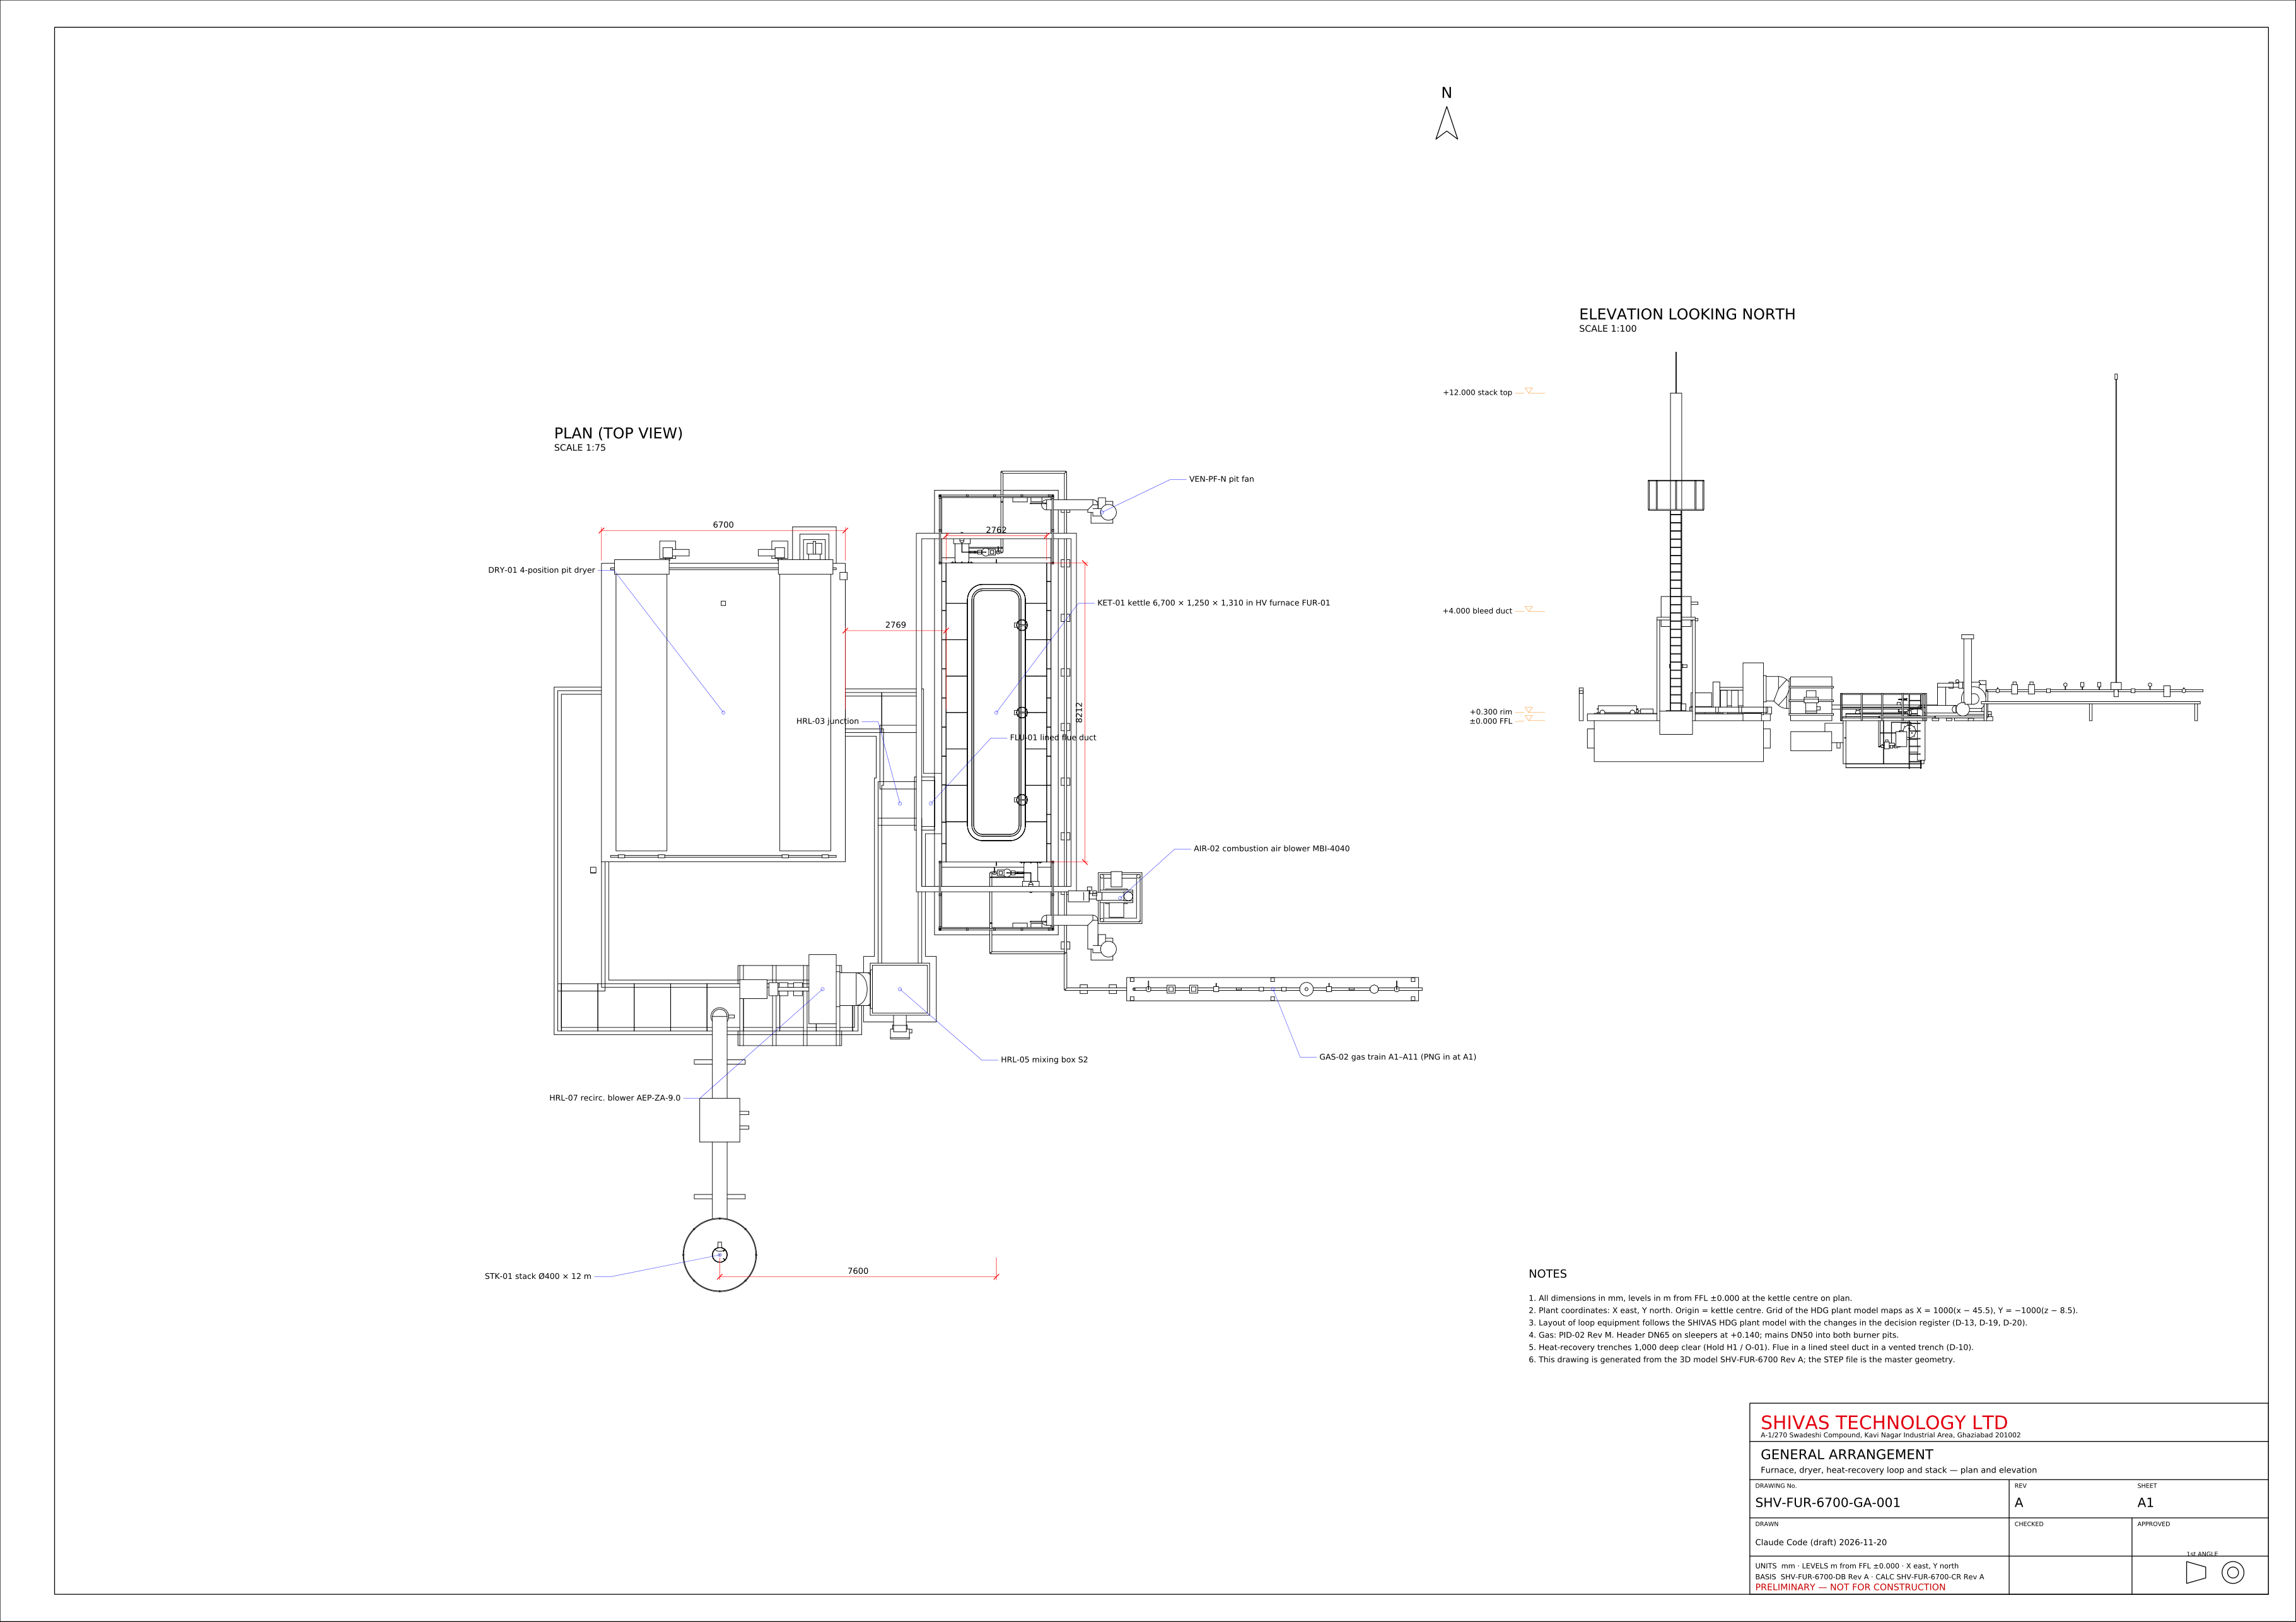 N
ELEVATION LOOKING NORTH
SCALE 1:100
+12.000 stack top
+4.000 bleed duct
+0.300 rim
±0.000 FFL
PLAN (TOP VIEW)
SCALE 1:75
VEN-PF-N pit fan
6700
2762
DRY-01 4-position pit dryer
KET-01 kettle 6,700 × 1,250 × 1,310 in HV furnace FUR-01
2769
8212
HRL-03 junction
FLU-01 lined flue duct
AIR-02 combustion air blower MBI-4040
HRL-05 mixing box S2
GAS-02 gas train A1–A11 (PNG in at A1)
HRL-07 recirc. blower AEP-ZA-9.0
STK-01 stack Ø400 × 12 m
7600
NOTES
1. All dimensions in mm, levels in m from FFL ±0.000 at the kettle centre on plan.
2. Plant coordinates: X east, Y north. Origin = kettle centre. Grid of the HDG plant model maps as X = 1000(x − 45.5), Y = −1000(z − 8.5).
3. Layout of loop equipment follows the SHIVAS HDG plant model with the changes in the decision register (D-13, D-19, D-20).
4. Gas: PID-02 Rev M. Header DN65 on sleepers at +0.140; mains DN50 into both burner pits.
5. Heat-recovery trenches 1,000 deep clear (Hold H1 / O-01). Flue in a lined steel duct in a vented trench (D-10).
6. This drawing is generated from the 3D model SHV-FUR-6700 Rev A; the STEP file is the master geometry.
SHIVAS TECHNOLOGY LTD
A-1/270 Swadeshi Compound, Kavi Nagar Industrial Area, Ghaziabad 201002
GENERAL ARRANGEMENT
Furnace, dryer, heat-recovery loop and stack — plan and elevation
DRAWING No. REV SHEET
SHV-FUR-6700-GA-001 A A1
DRAWN CHECKED APPROVED
Claude Code (draft) 2026-11-20
1st ANGLE
UNITS mm · LEVELS m from FFL ±0.000 · X east, Y north
BASIS SHV-FUR-6700-DB Rev A · CALC SHV-FUR-6700-CR Rev A
PRELIMINARY — NOT FOR CONSTRUCTION